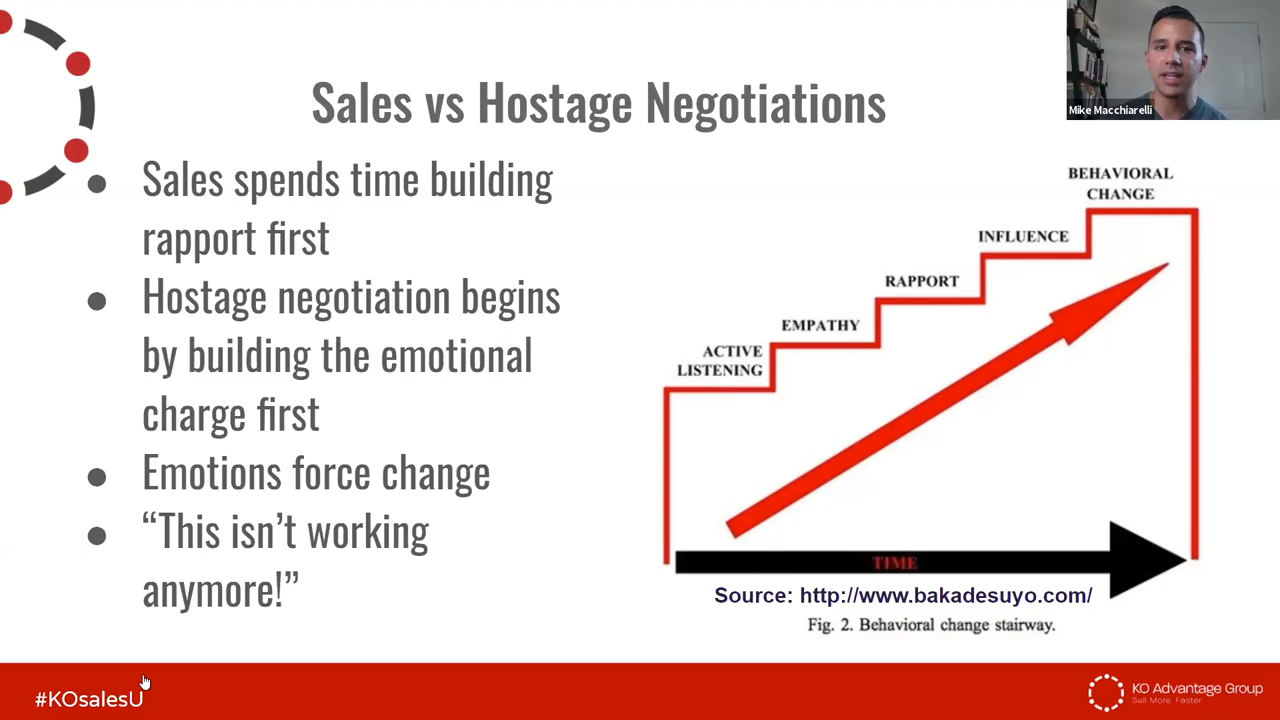 Sales vs Hostage Negotiations
Mike Macchiarelli
● Sales spends time building
rapport first
● Hostage negotiation begins
by building the emotional
charge first
● Emotions force change
● “This isn’t working
anymore!”
BEHAVIORAL
CHANGE
INFLUENCE
RAPPORT
EMPATHY
ACTIVE
LISTENING
TIME
Source: http://www.bakadesuyo.com/
Fig. 2. Behavioral change stairway.
#KOsalesU
KO Advantage Group
Sell More. Faster.